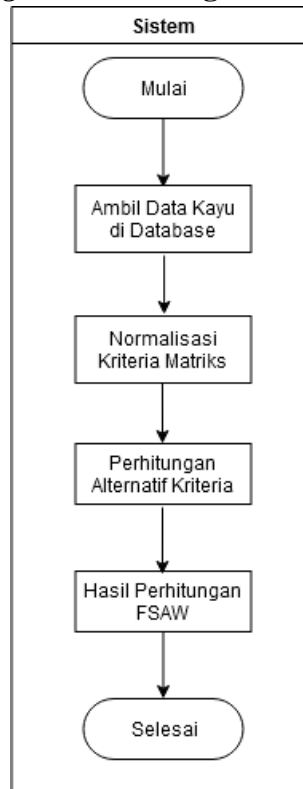 Sistem
Mulai
Ambil Data Kayu
di Database
Normalisasi
Kriteria Matriks
Perhitungan
Alternatif Kriteria
Hasil Perhitungan
FSAW
Selesai